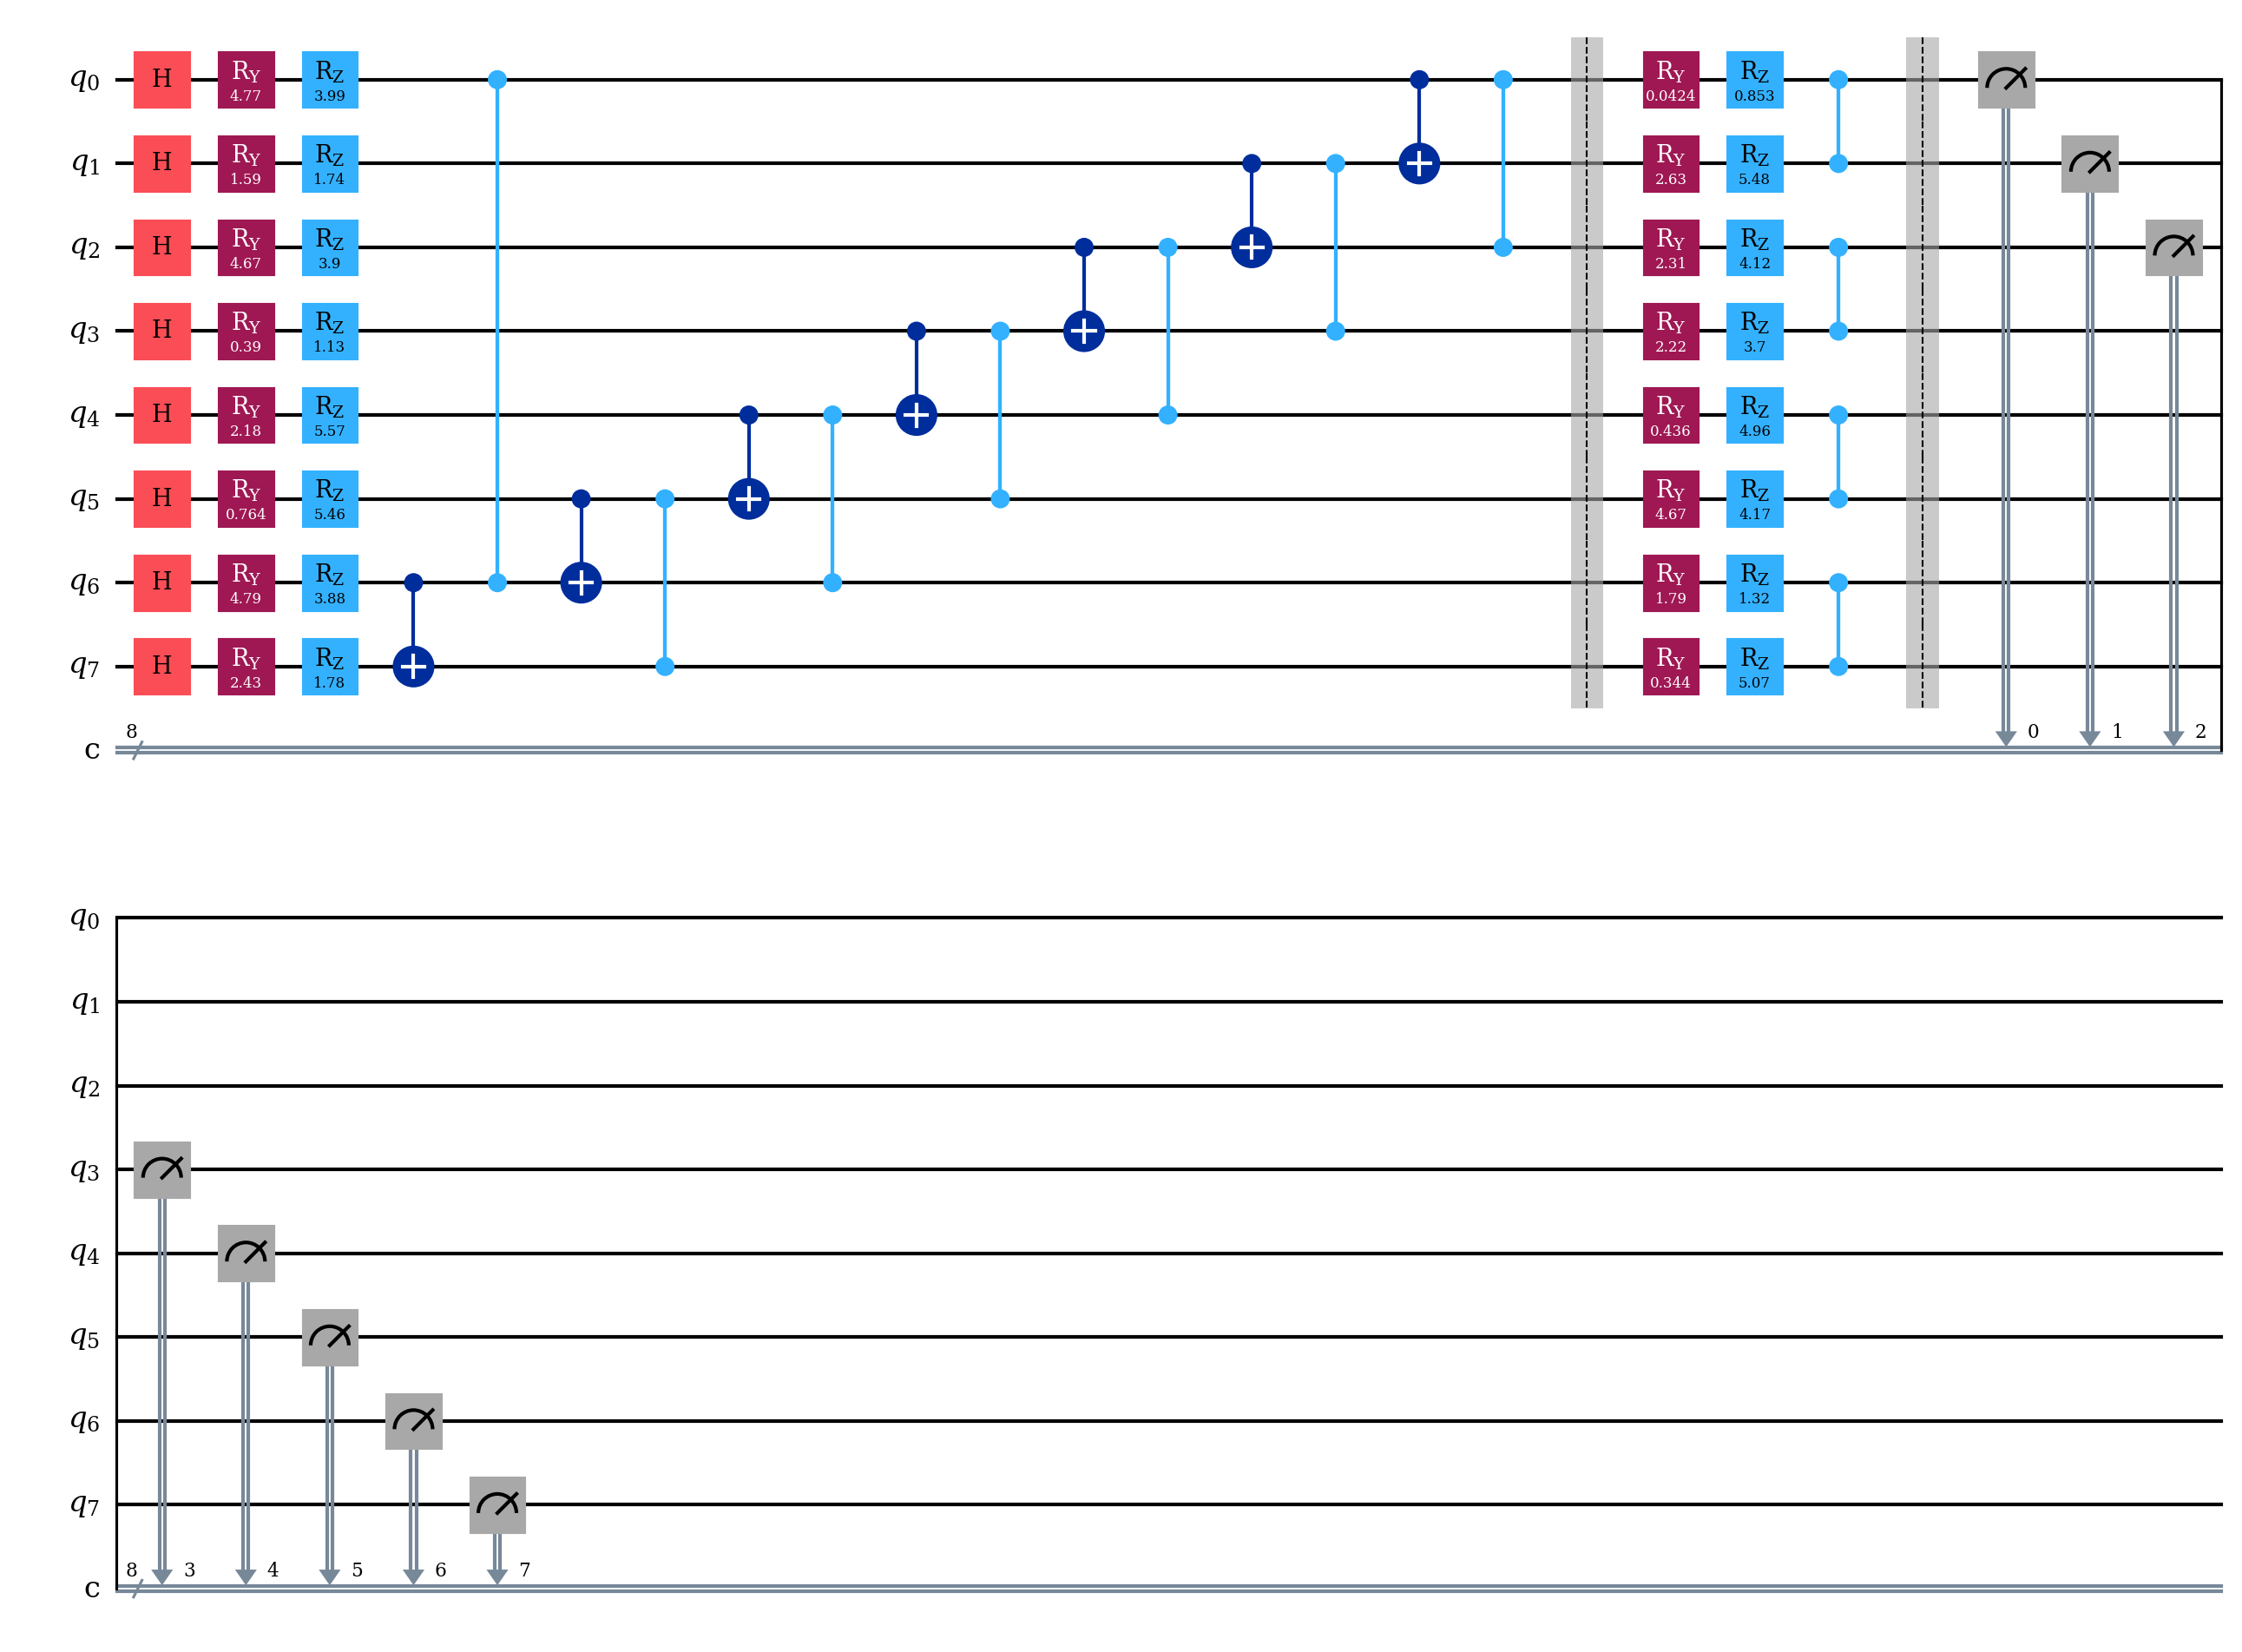 q0 H RY 4.77 RZ 3.99 RY 0.0424 RZ 0.853
q1 H RY 1.59 RZ 1.74 RY 2.63 RZ 5.48
q2 H RY 4.67 RZ 3.9 RY 2.31 RZ 4.12
q3 H RY 0.39 RZ 1.13 RY 2.22 RZ 3.7
q4 H RY 2.18 RZ 5.57 RY 0.436 RZ 4.96
q5 H RY 0.764 RZ 5.46 RY 4.67 RZ 4.17
q6 H RY 4.79 RZ 3.88 RY 1.79 RZ 1.32
q7 H RY 2.43 RZ 1.78 RY 0.344 RZ 5.07
c 8 0 1 2
q0
q1
q2
q3
q4
q5
q6
q7
c 8 3 4 5 6 7